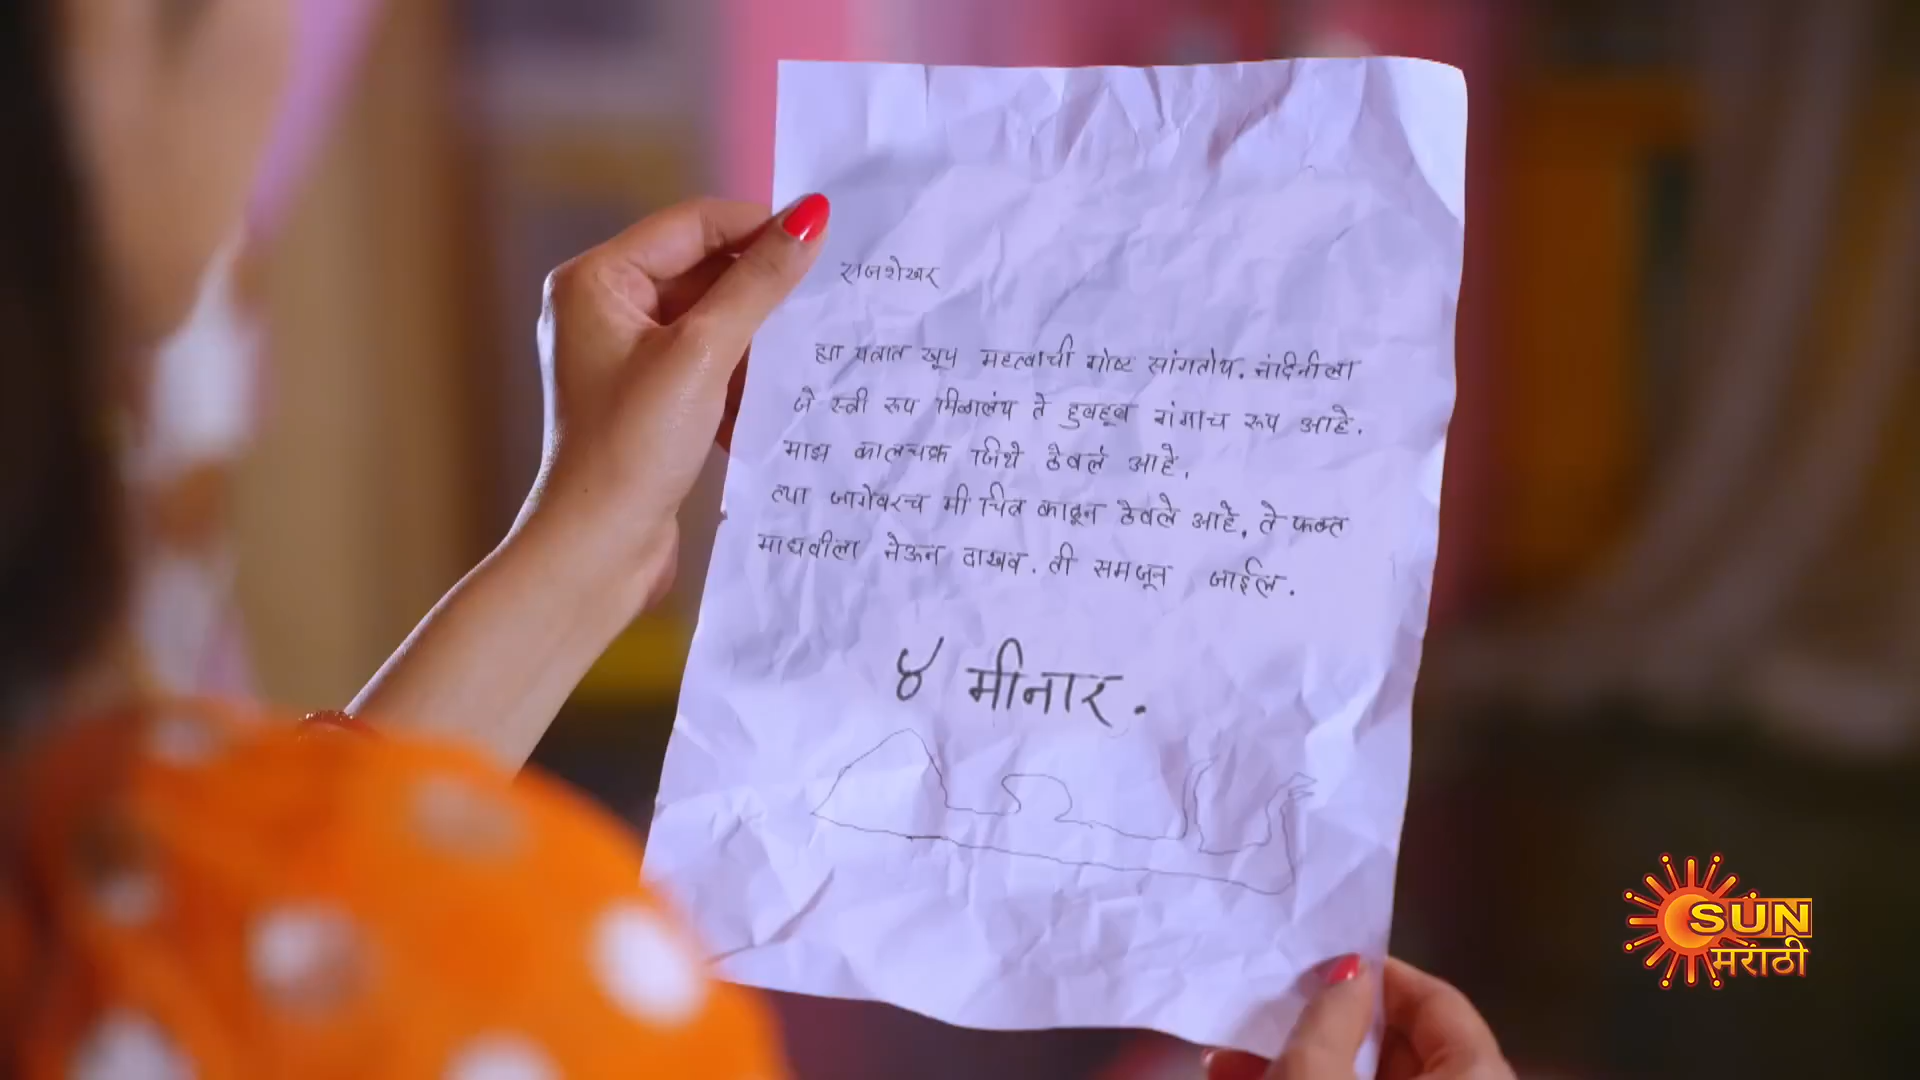 राजशेखर
ह्या पत्रात खूप महत्वाची गोष्ट सांगतोय. नंदिनीला
जे स्त्री रूप मिळालंय ते हुबहूब गंगाच रूप आहे.
माझ कालचक्र जिथे ठेवलं आहे.
त्या जागेवरच मी चित्र काढून ठेवले आहे. ते फक्त
माधवीला नेऊन दाखव. ती समजून जाईल.
४ मीनार.
SUN
मराठी